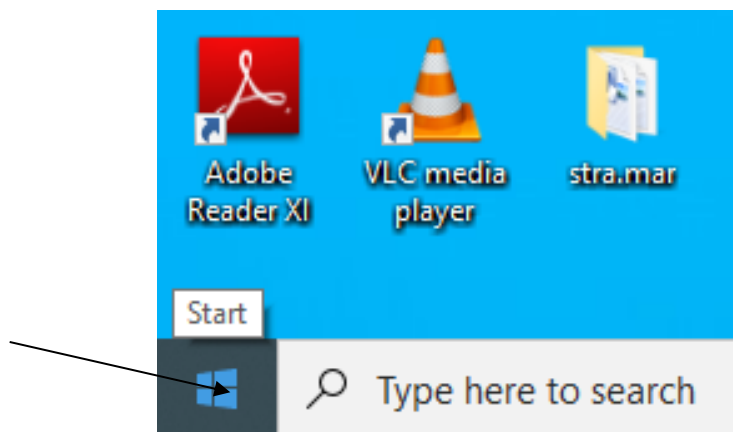 Adobe
Reader XI
VLC media
player
stra.mar
Start
Type here to search